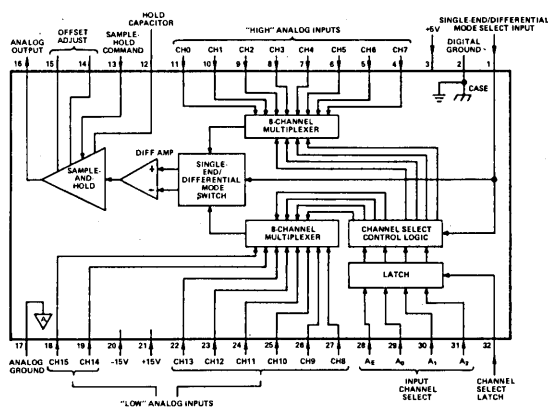 "HIGH" ANALOG INPUTS
SINGLE-END/DIFFERENTIAL
MODE SELECT INPUT
HOLD
CAPACITOR
OFFSET
ADJUST
SAMPLE-
HOLD
COMMAND
ANALOG
OUTPUT
DIGITAL
GROUND
+5V
CH0 CH1 CH2 CH3 CH4 CH6 CH5 CH7
16 15 14 13 12 11 10 9 8 7 6 5 4 3 2 1
CASE
8-CHANNEL
MULTIPLEXER
DIFF AMP
SAMPLE-
AND-
HOLD
+
−
SINGLE-
END/
DIFFERENTIAL
MODE
SWITCH
8-CHANNEL
MULTIPLEXER
CHANNEL SELECT
CONTROL LOGIC
LATCH
A
17 18 19 20 21 22 23 24 25 26 27 28 29 30 31 32
ANALOG
GROUND
CH15 CH14 -15V +15V CH13 CH12 CH11 CH10 CH9 CH8 AE A0 A1 A2
CHANNEL
SELECT
LATCH
INPUT
CHANNEL
SELECT
"LOW" ANALOG INPUTS